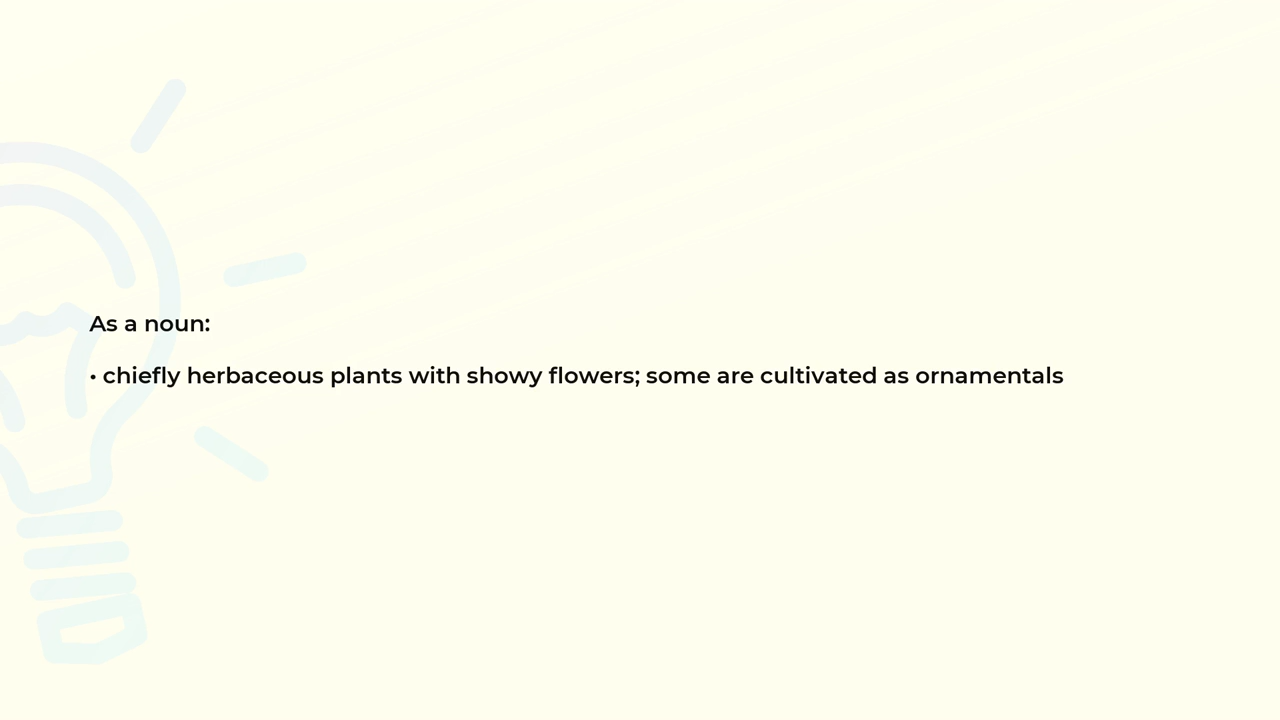 As a noun:
• chiefly herbaceous plants with showy flowers; some are cultivated as ornamentals